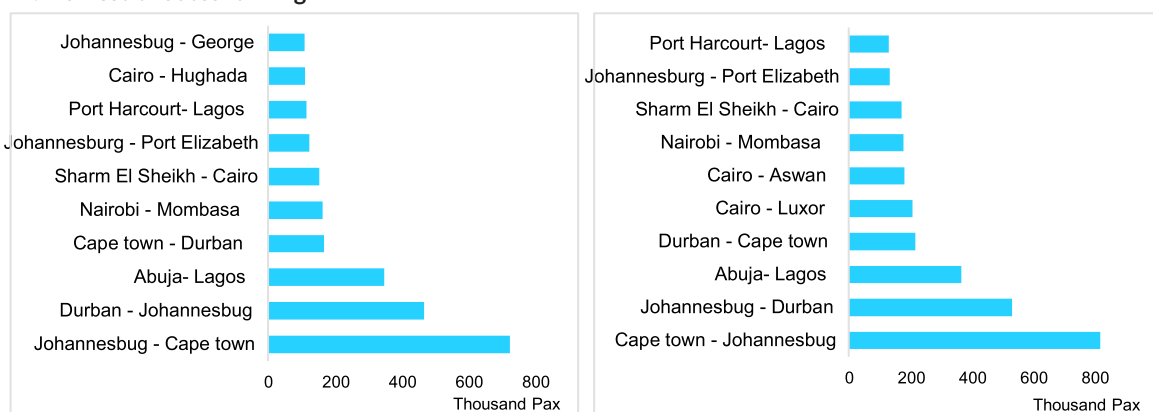 Johannesbug - George
Cairo - Hughada
Port Harcourt- Lagos
Johannesburg - Port Elizabeth
Sharm El Sheikh - Cairo
Nairobi - Mombasa
Cape town - Durban
Abuja- Lagos
Durban - Johannesbug
Johannesbug - Cape town
0 200 400 600 800
Thousand Pax
Port Harcourt- Lagos
Johannesburg - Port Elizabeth
Sharm El Sheikh - Cairo
Nairobi - Mombasa
Cairo - Aswan
Cairo - Luxor
Durban - Cape town
Abuja- Lagos
Johannesbug - Durban
Cape town - Johannesbug
0 200 400 600 800
Thousand Pax